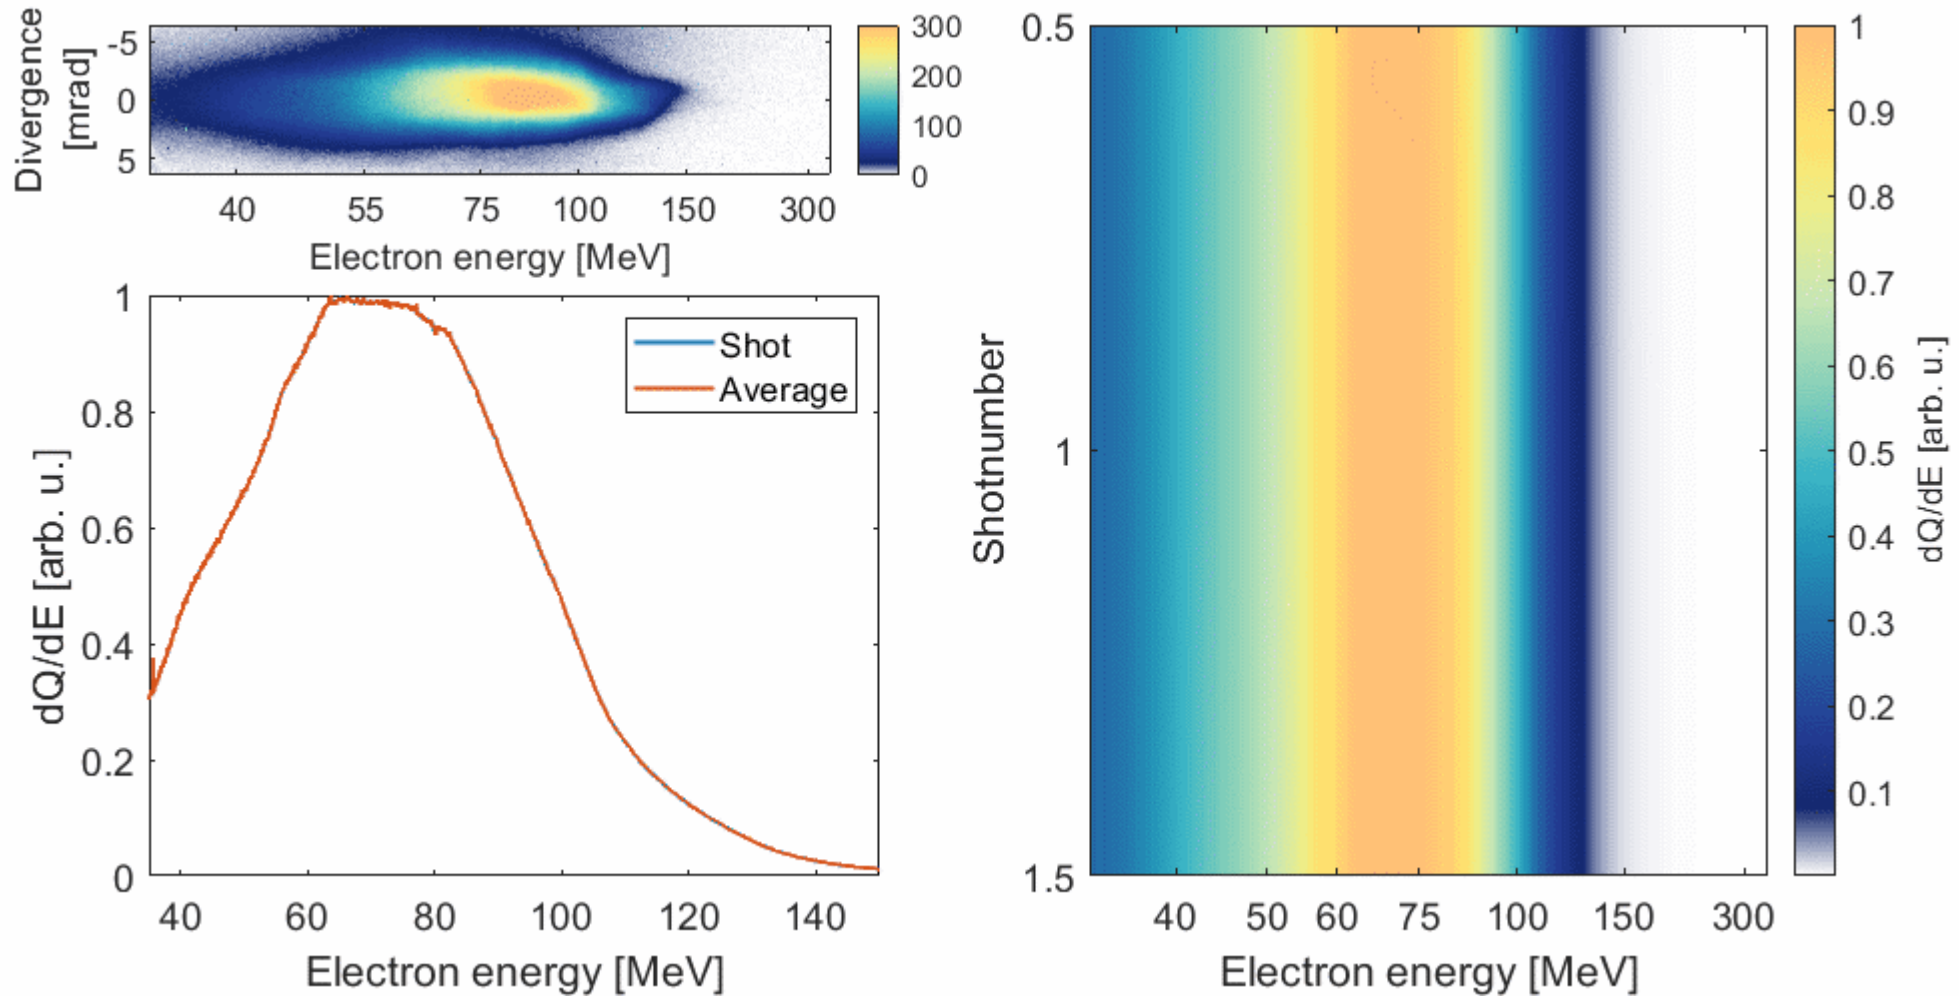 Divergence
[mrad]
-5
0
5
40 55 75 100 150 300
Electron energy [MeV]
300
200
100
0
dQ/dE [arb. u.]
1
0.8
0.6
0.4
0.2
0
Shot
Average
40 60 80 100 120 140
Electron energy [MeV]
Shotnumber
0.5
1
1.5
40 50 60 75 100 150 300
Electron energy [MeV]
1
0.9
0.8
0.7
0.6
0.5
0.4
0.3
0.2
0.1
dQ/dE [arb. u.]